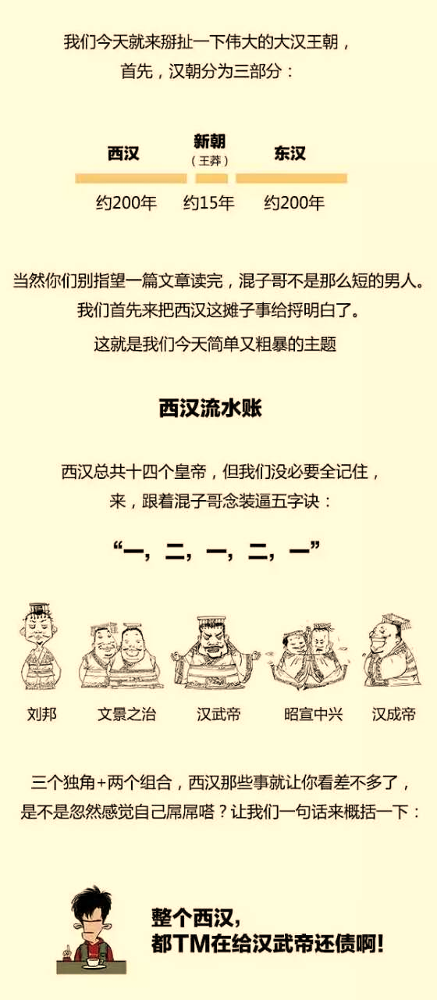 我们今天就来掰扯一下伟大的大汉王朝，
首先，汉朝分为三部分：
西汉
新朝
（王莽）
东汉
约200年
约15年
约200年
当然你们别指望一篇文章读完，混子哥不是那么短的男人。
我们首先来把西汉这摊子事给捋明白了。
这就是我们今天简单又粗暴的主题
西汉流水账
西汉总共十四个皇帝，但我们没必要全记住，
来，跟着混子哥念装逼五字诀：
“一，二，一，二，一”
刘邦
文景之治
汉武帝
昭宣中兴
汉成帝
三个独角+两个组合，西汉那些事就让你看差不多了，
是不是忽然感觉自己屌屌嗒？让我们一句话来概括一下：
整个西汉，
都TM在给汉武帝还债啊！